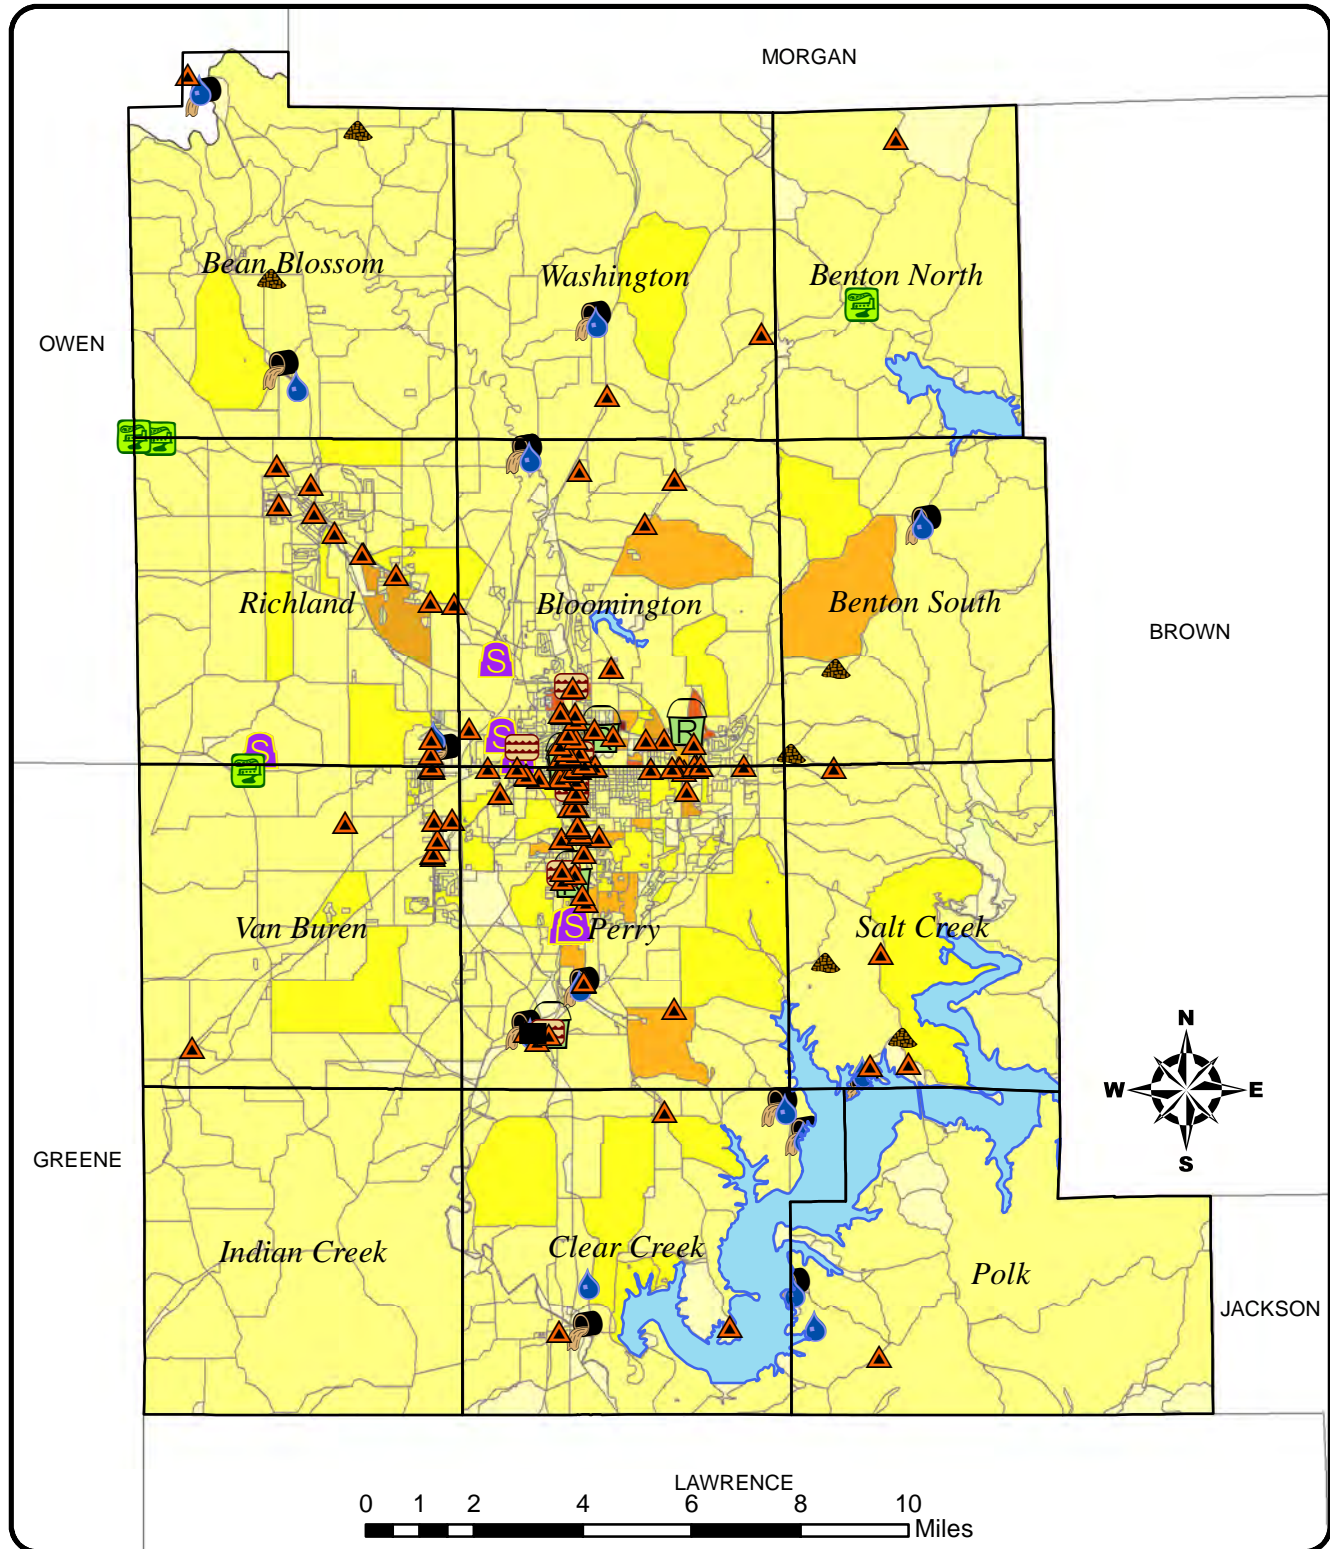 MORGAN
Bean Blossom
Washington
Benton North
OWEN
Richland
Bloomington
Benton South
BROWN
S
S
S
R
Van Buren
Perry
Salt Creek
S
N
W E
S
GREENE
Indian Creek
Clear Creek
Polk
JACKSON
LAWRENCE
0 1 2 4 6 8 10
Miles